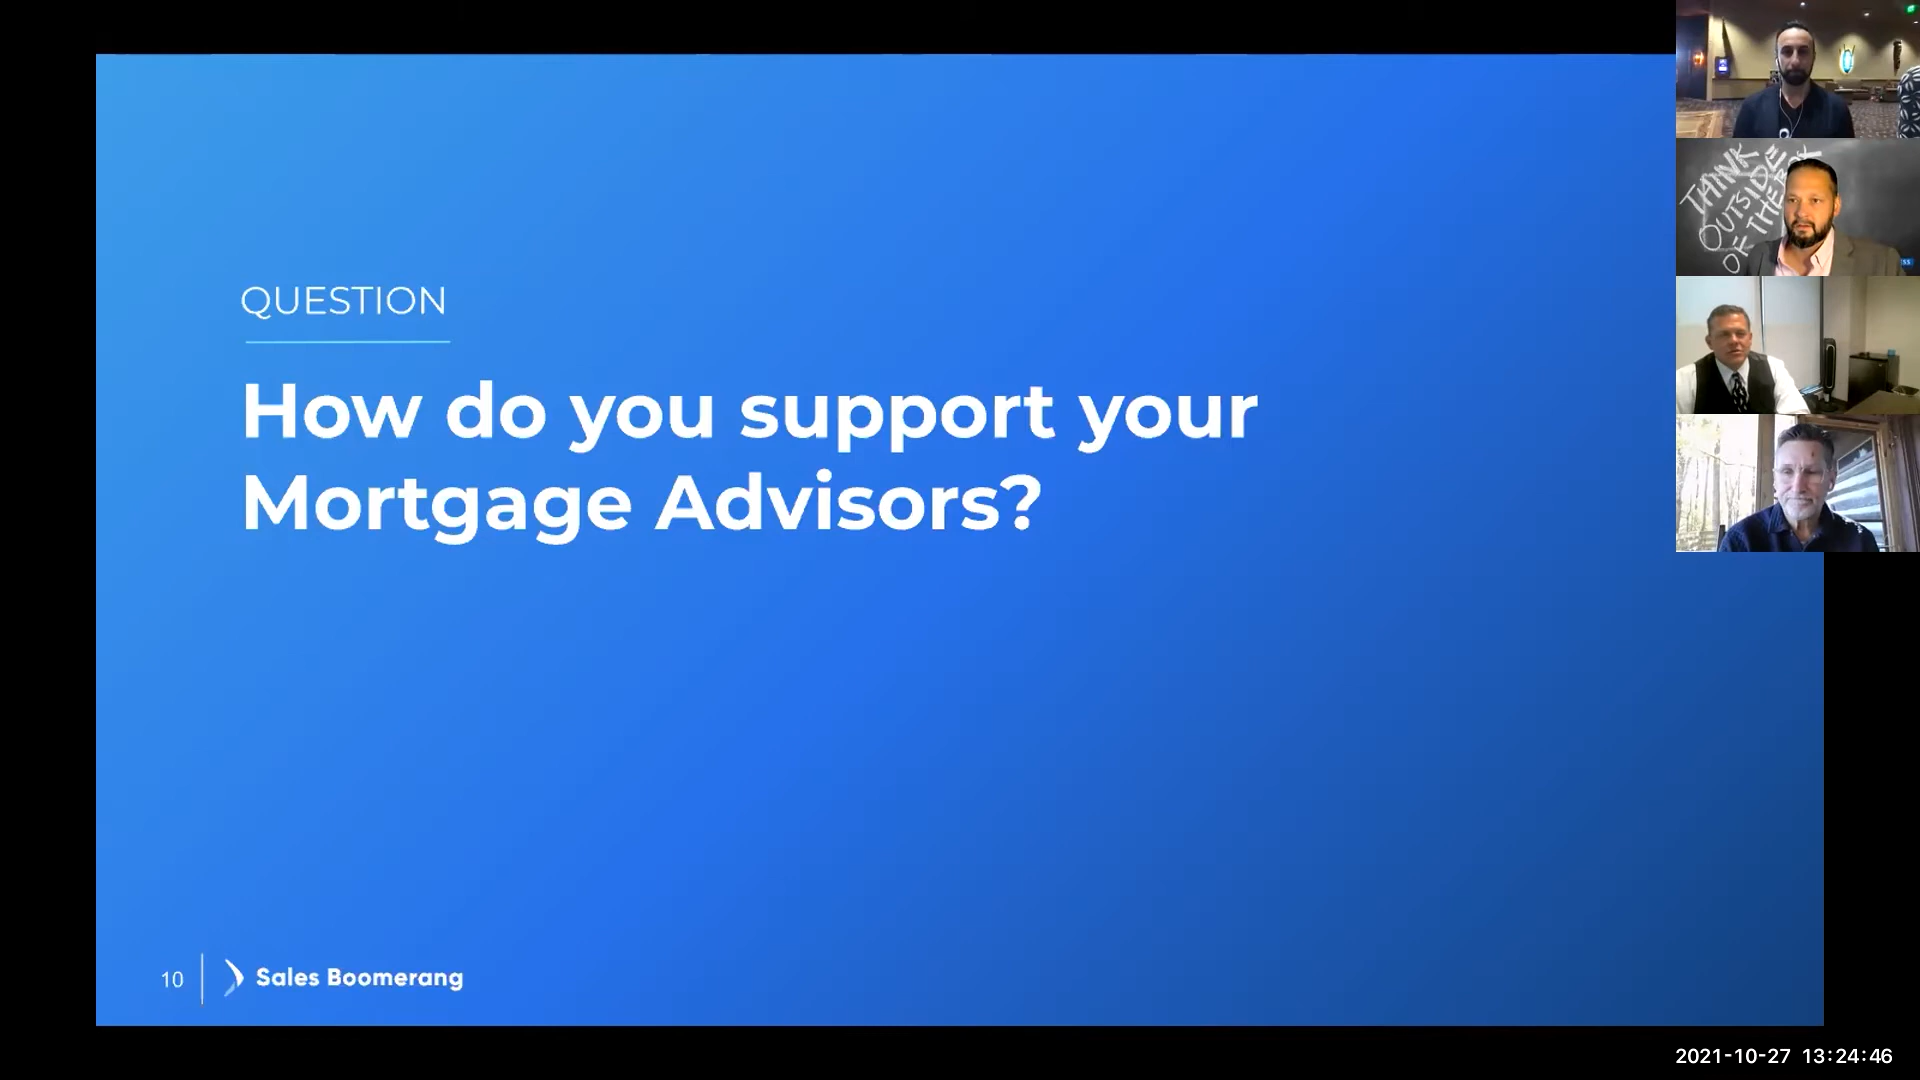 QUESTION
How do you support your
Mortgage Advisors?
10
Sales Boomerang
THINK
OUTSIDE
OF THE
2021-10-27 13:24:46